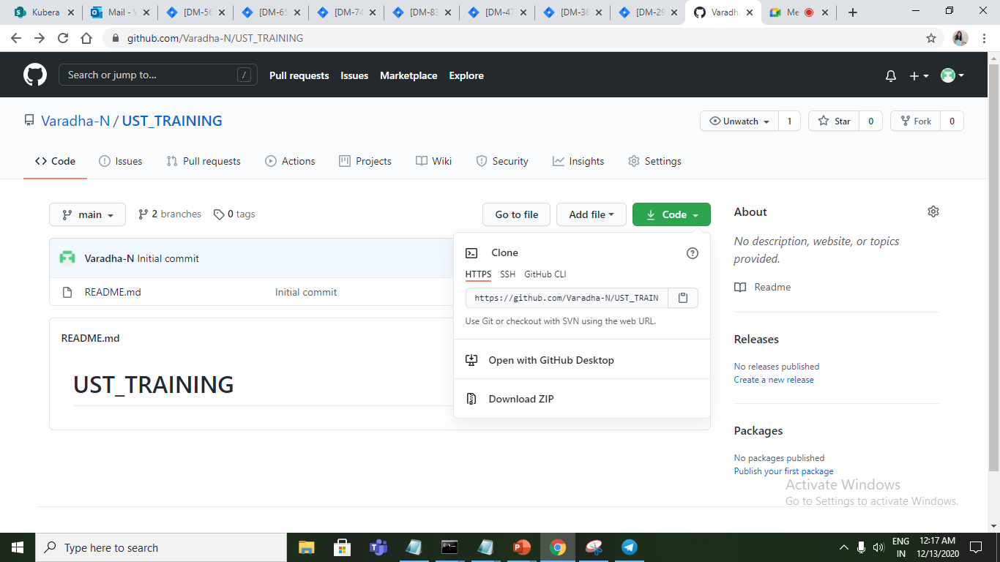 Kubera
Mail - V
[DM-56
[DM-65
[DM-74
[DM-83
[DM-47
[DM-38
[DM-29
Varadh
Me
github.com/Varadha-N/UST_TRAINING
Search or jump to...
/
Pull requests
Issues
Marketplace
Explore
Varadha-N / UST_TRAINING
Unwatch 1
Star 0
Fork 0
Code
Issues
Pull requests
Actions
Projects
Wiki
Security
Insights
Settings
main
2 branches
0 tags
Go to file
Add file
Code
Varadha-N Initial commit
README.md Initial commit
README.md
UST_TRAINING
Clone
HTTPS SSH GitHub CLI
https://github.com/Varadha-N/UST_TRAIN
Use Git or checkout with SVN using the web URL.
Open with GitHub Desktop
Download ZIP
About
No description, website, or topics
provided.
Readme
Releases
No releases published
Create a new release
Packages
No packages published
Publish your first package
Activate Windows
Go to Settings to activate Windows.
Type here to search
ENG
IN
12:17 AM
12/13/2020